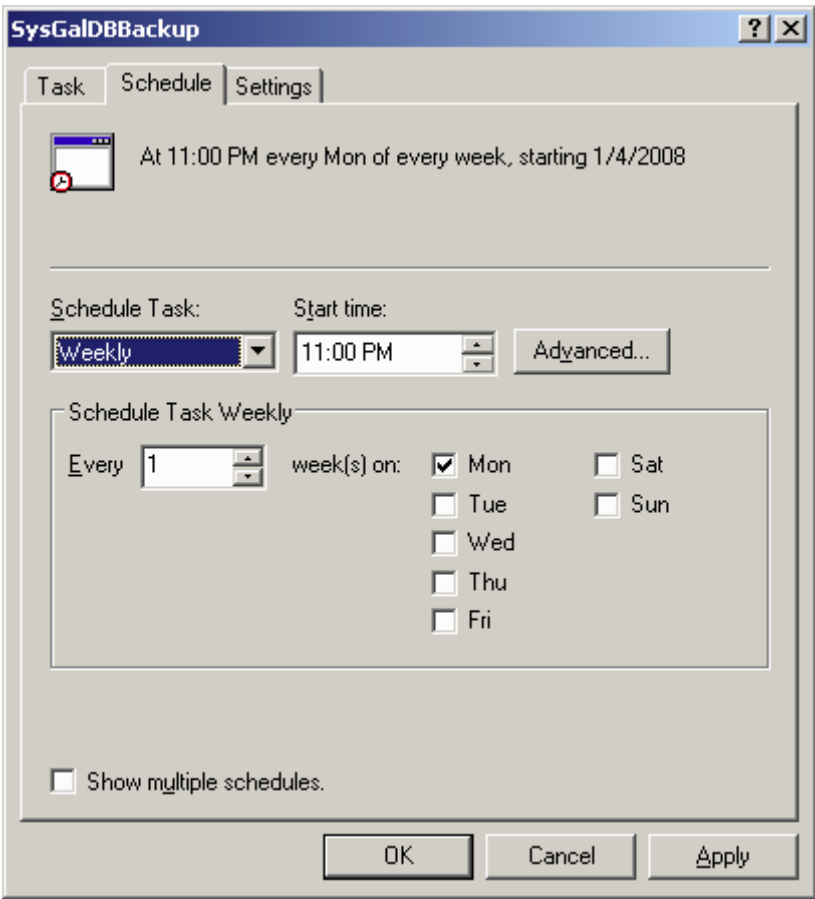 SysGalDBBackup
Task Schedule Settings
At 11:00 PM every Mon of every week, starting 1/4/2008
Schedule Task: Start time:
Weekly 11:00 PM Advanced...
Schedule Task Weekly
Every 1 week(s) on: Mon Sat
Tue Sun
Wed
Thu
Fri
Show multiple schedules.
OK Cancel Apply